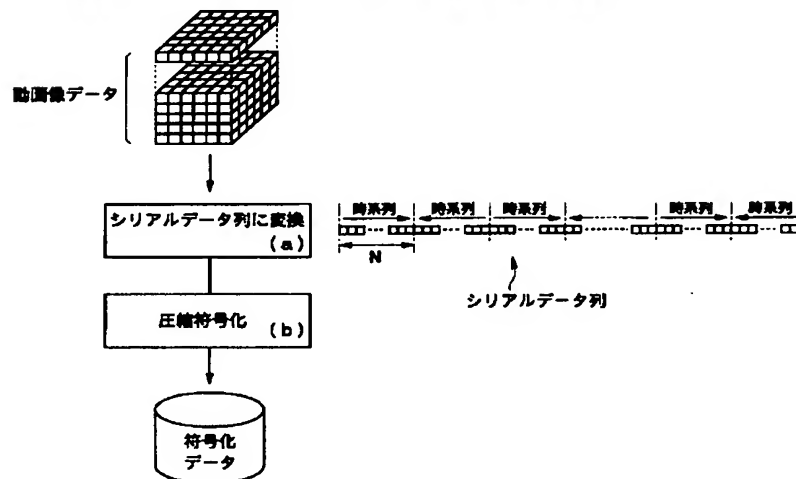 動画像データ
シリアルデータ列に変換
(a)
時系列 時系列 時系列 時系列 時系列
N
シリアルデータ列
圧縮符号化
(b)
符号化
データ